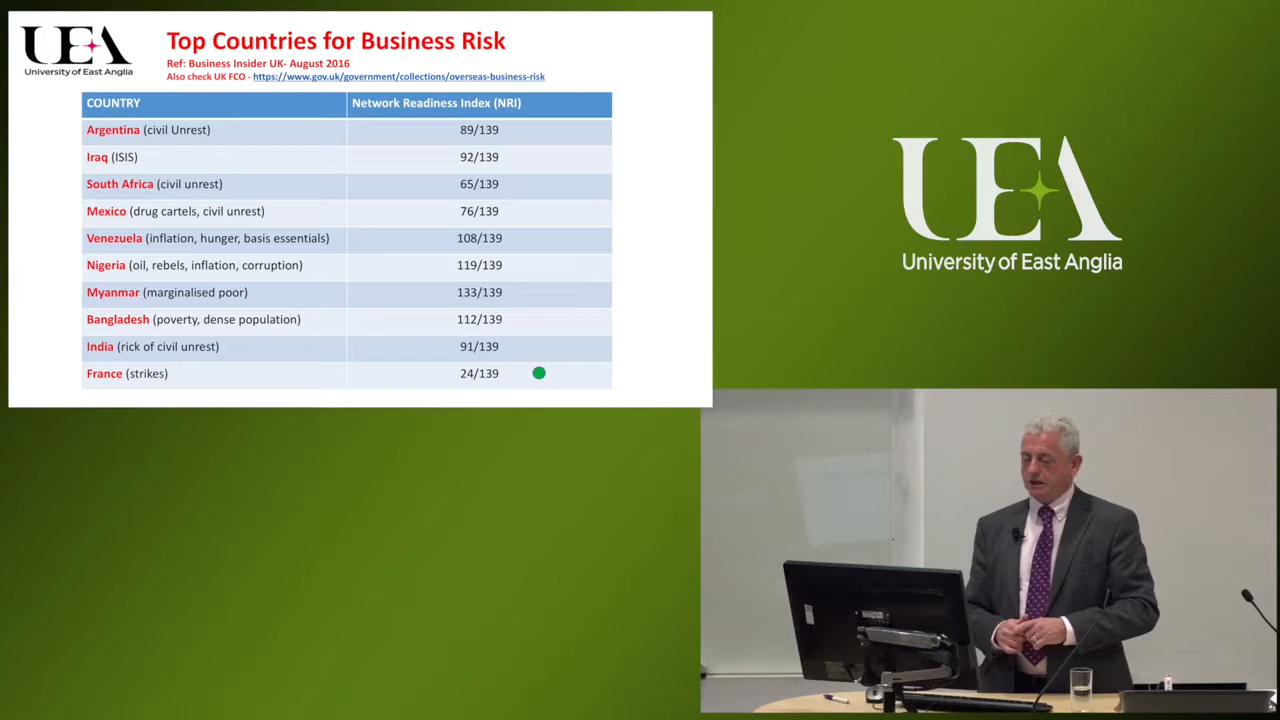 UEA
University of East Anglia
Top Countries for Business Risk
Ref: Business Insider UK- August 2016
Also check UK FCO - https://www.gov.uk/government/collections/overseas-business-risk
COUNTRY Network Readiness Index (NRI)
Argentina (civil Unrest) 89/139
Iraq (ISIS) 92/139
South Africa (civil unrest) 65/139
Mexico (drug cartels, civil unrest) 76/139
Venezuela (inflation, hunger, basis essentials) 108/139
Nigeria (oil, rebels, inflation, corruption) 119/139
Myanmar (marginalised poor) 133/139
Bangladesh (poverty, dense population) 112/139
India (rick of civil unrest) 91/139
France (strikes) 24/139
UEA
University of East Anglia